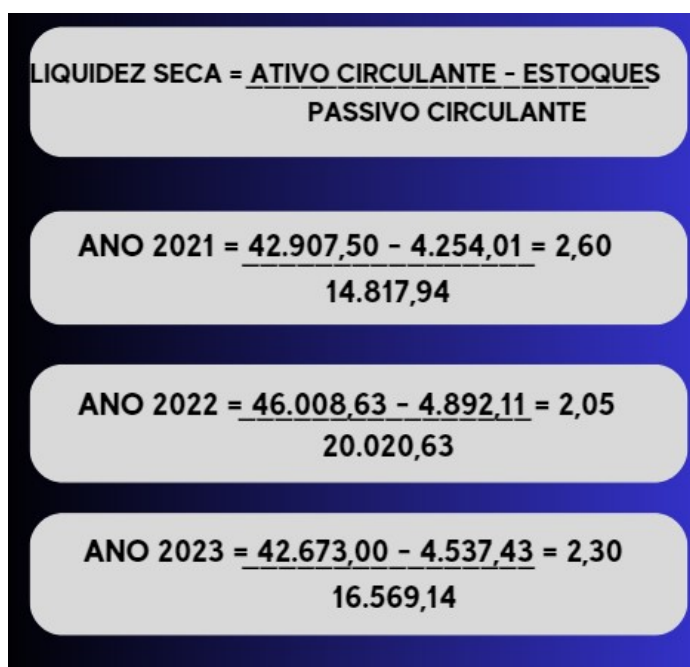 LIQUIDEZ SECA = ATIVO CIRCULANTE - ESTOQUES
PASSIVO CIRCULANTE
ANO 2021 = 42.907,50 - 4.254,01 = 2,60
14.817,94
ANO 2022 = 46.008,63 - 4.892,11 = 2,05
20.020,63
ANO 2023 = 42.673,00 - 4.537,43 = 2,30
16.569,14